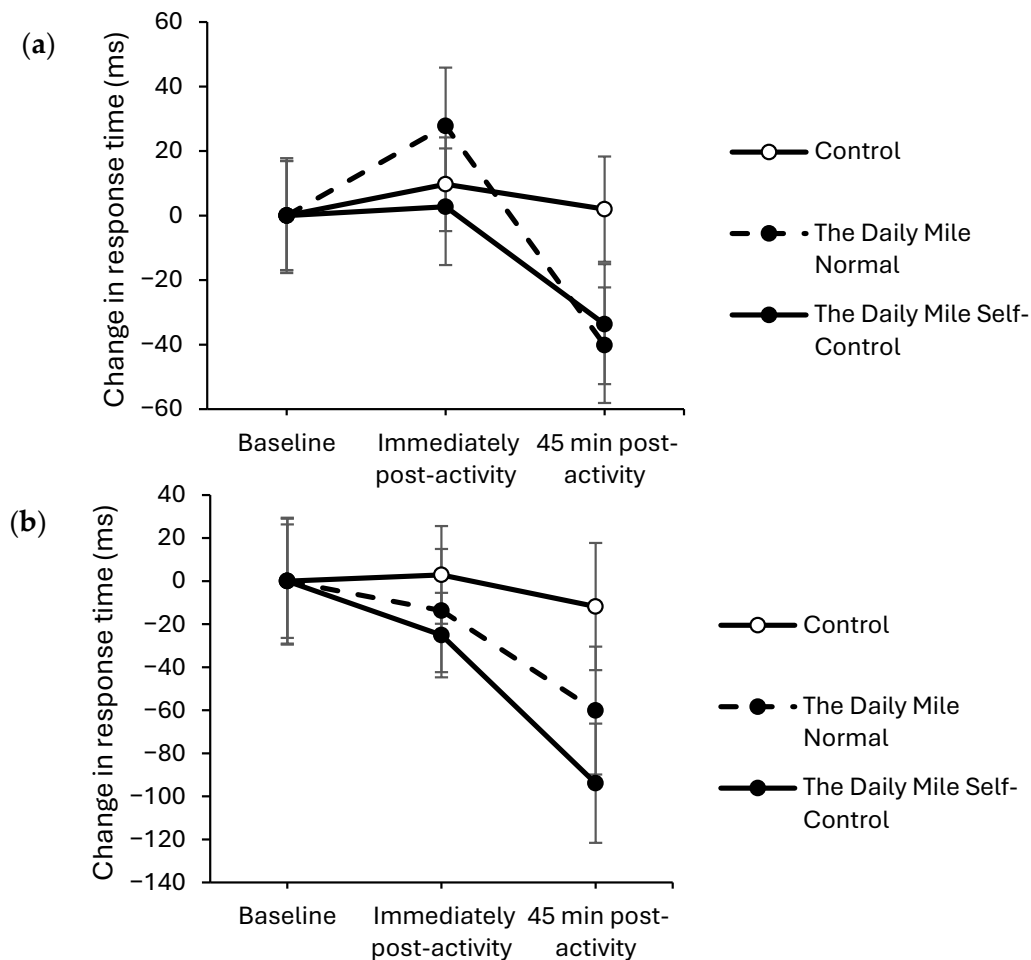 (a)
Change in response time (ms)
60
40
20
0
−20
−40
−60
Baseline
Immediately
post-activity
45 min post-
activity
Control
The Daily Mile
Normal
The Daily Mile Self-
Control
(b)
Change in response time (ms)
40
20
0
−20
−40
−60
−80
−100
−120
−140
Baseline
Immediately
post-activity
45 min post-
activity
Control
The Daily Mile
Normal
The Daily Mile Self-
Control